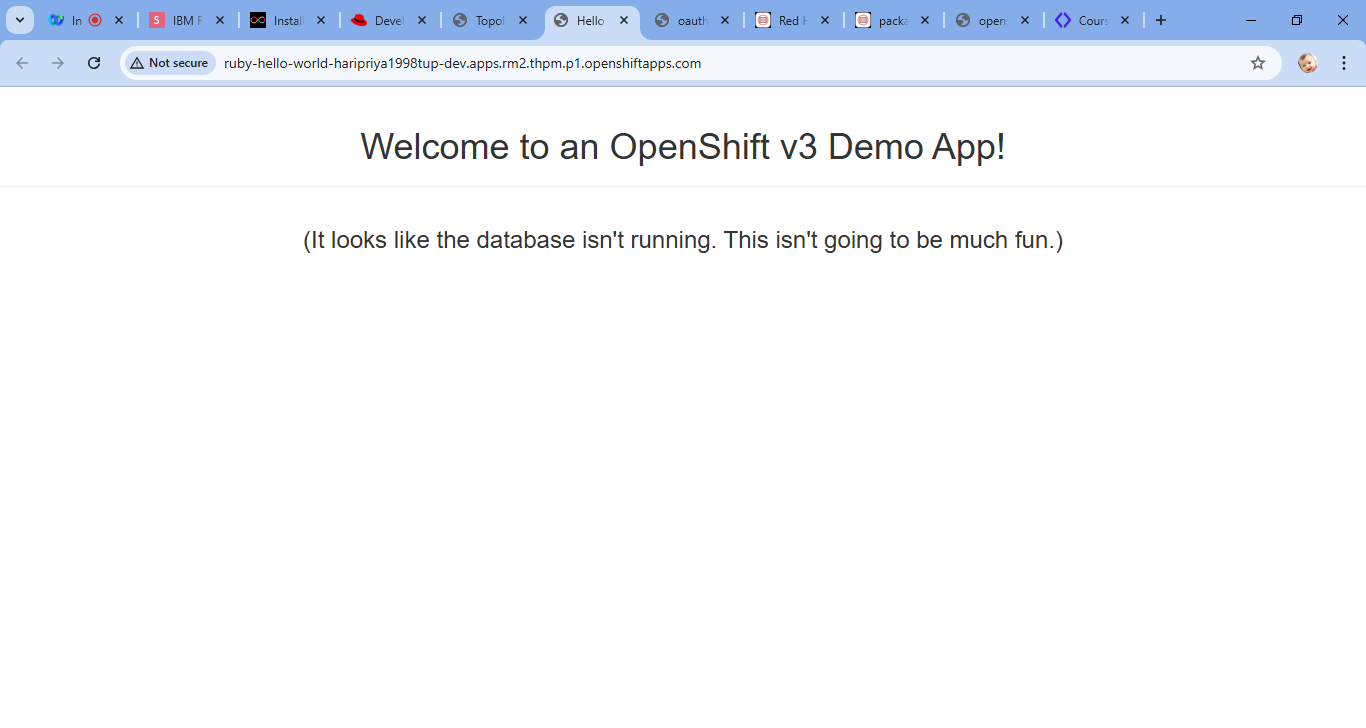 In
S
IBM F
Install
Devel
Topol
Hello
oauth
Red H
packa
opens
Cours
Not secure
ruby-hello-world-haripriya1998tup-dev.apps.rm2.thpm.p1.openshiftapps.com
Welcome to an OpenShift v3 Demo App!
(It looks like the database isn't running. This isn't going to be much fun.)